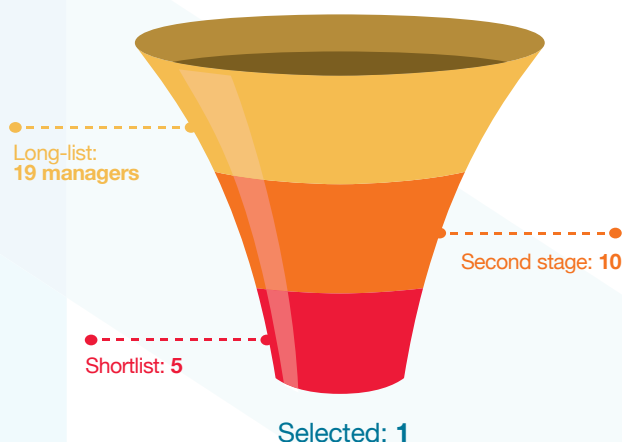 Long-list:
19 managers
Second stage: 10
Shortlist: 5
Selected: 1